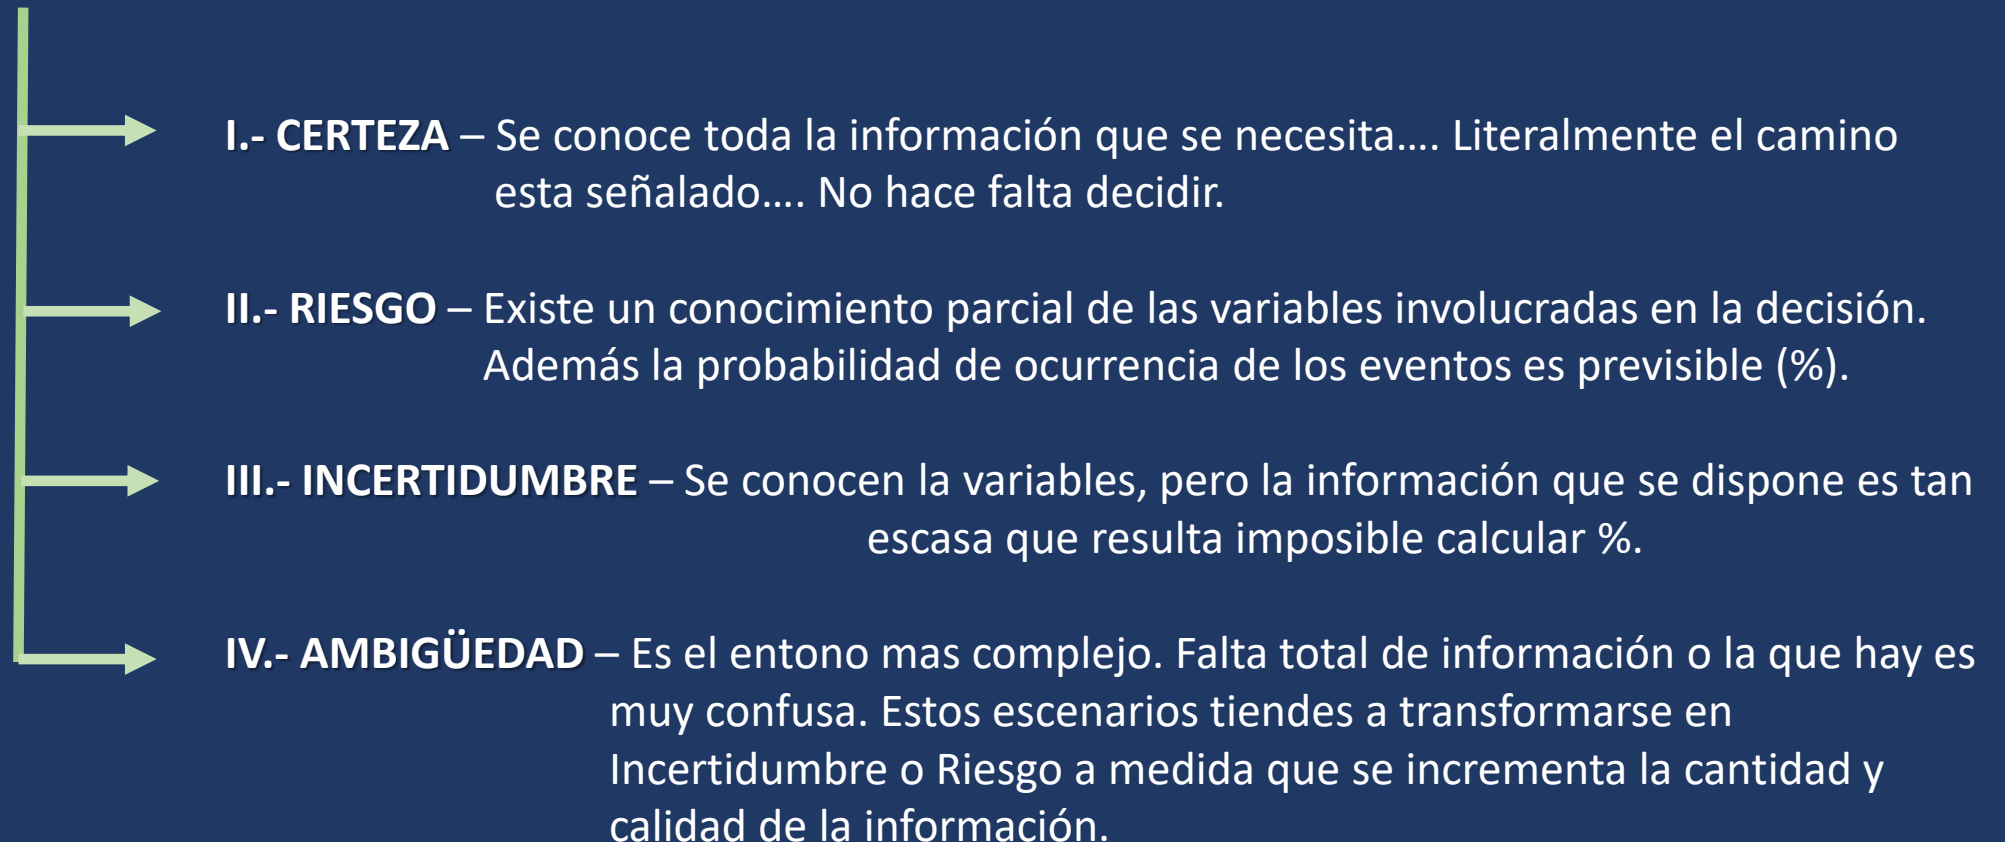 I.- CERTEZA – Se conoce toda la información que se necesita.... Literalmente el camino
esta señalado.... No hace falta decidir.
II.- RIESGO – Existe un conocimiento parcial de las variables involucradas en la decisión.
Además la probabilidad de ocurrencia de los eventos es previsible (%).
III.- INCERTIDUMBRE – Se conocen la variables, pero la información que se dispone es tan
escasa que resulta imposible calcular %.
IV.- AMBIGÜEDAD – Es el entono mas complejo. Falta total de información o la que hay es
muy confusa. Estos escenarios tiendes a transformarse en
Incertidumbre o Riesgo a medida que se incrementa la cantidad y
calidad de la información.